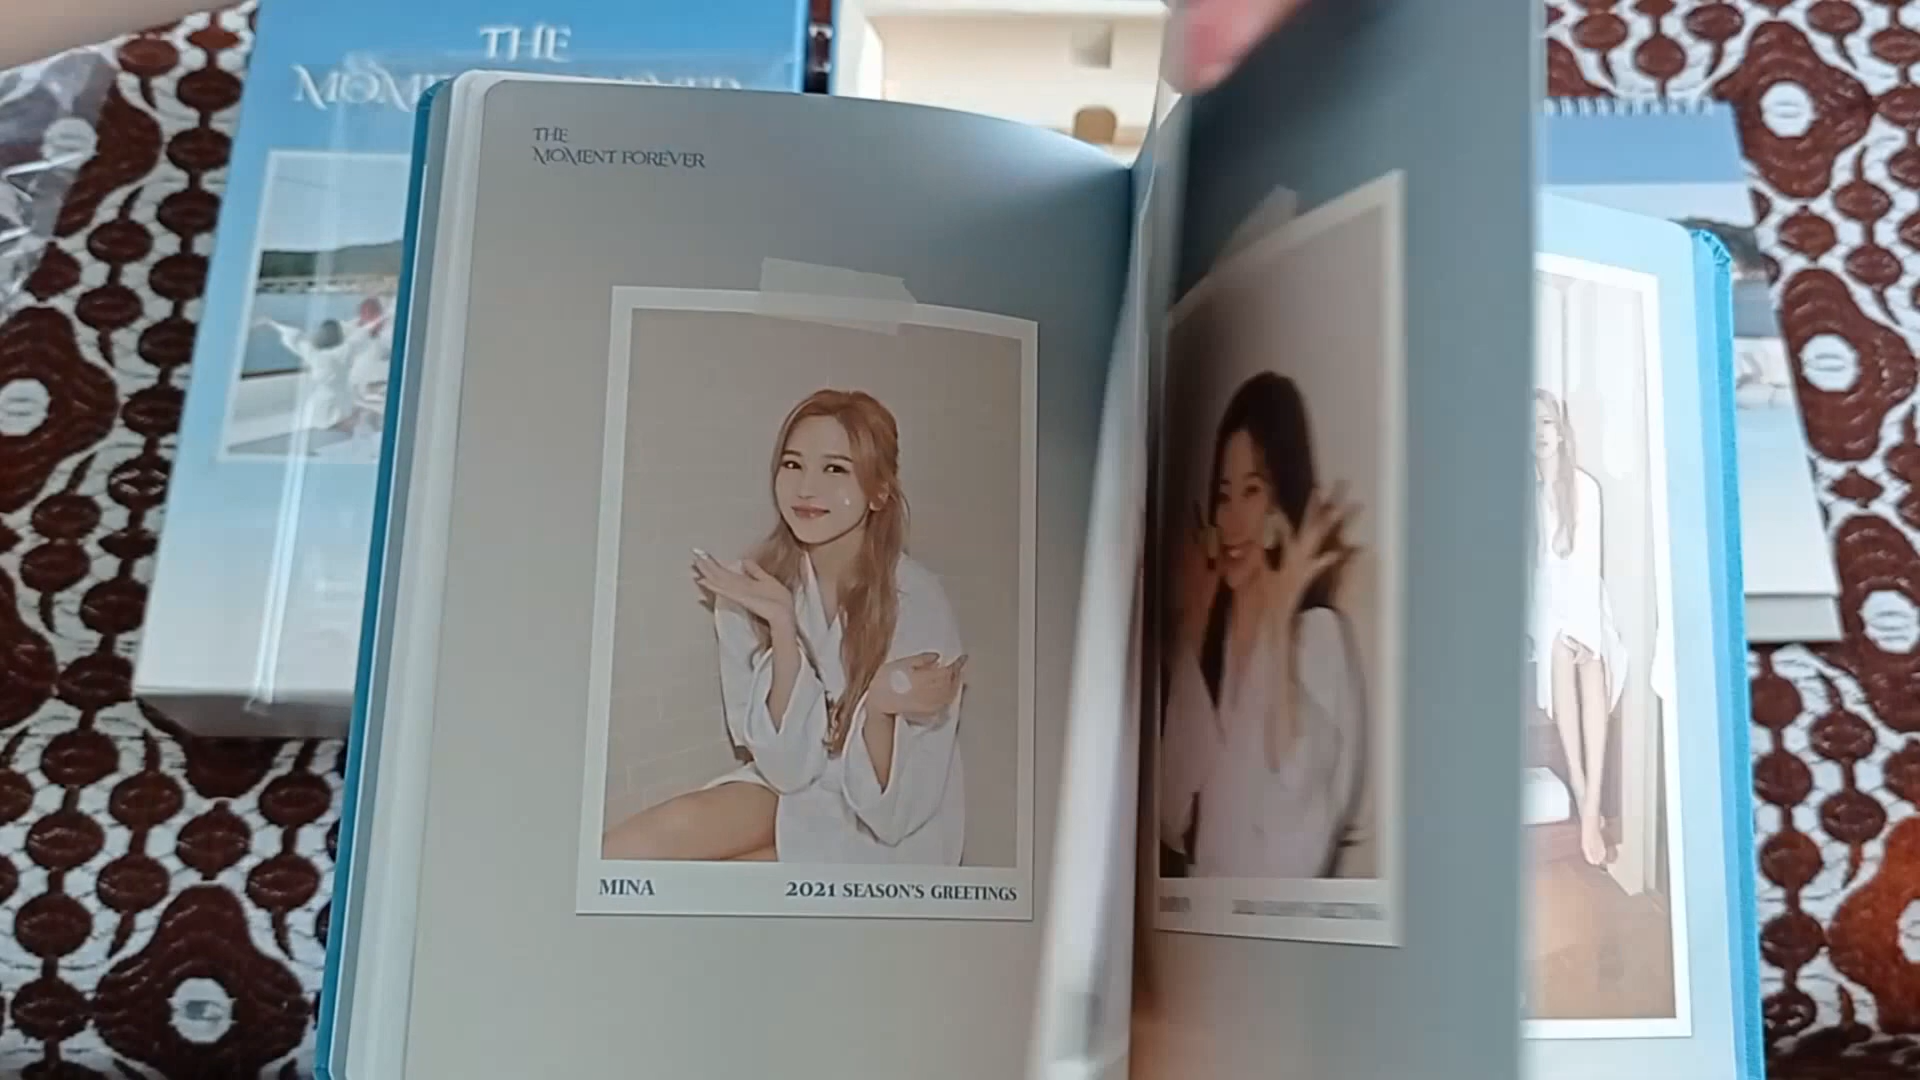 THE
THE
MOMENT FOREVER
MINA
2021 SEASON'S GREETINGS